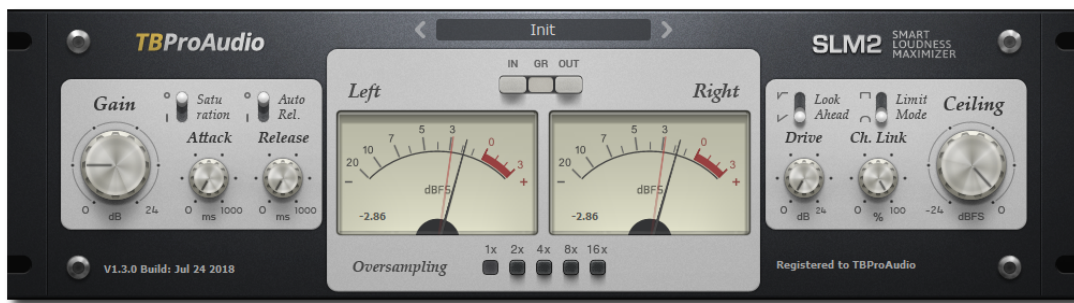 Init
TBProAudio
SLM2
SMART
LOUDNESS
MAXIMIZER
Gain
Satu
ration
Auto
Rel.
Attack
Release
0 dB 24
0 ms 1000
0 ms 1000
IN GR OUT
Left
Right
20 10 7 5 3 0 3
- +
dBFS
-2.86
20 10 7 5 3 0 3
- +
dBFS
-2.86
Oversampling
1x 2x 4x 8x 16x
Look
Ahead
Limit
Mode
Ceiling
Drive
Ch. Link
0 dB 24
0 % 100
-24 dBFS 0
V1.3.0 Build: Jul 24 2018
Registered to TBProAudio